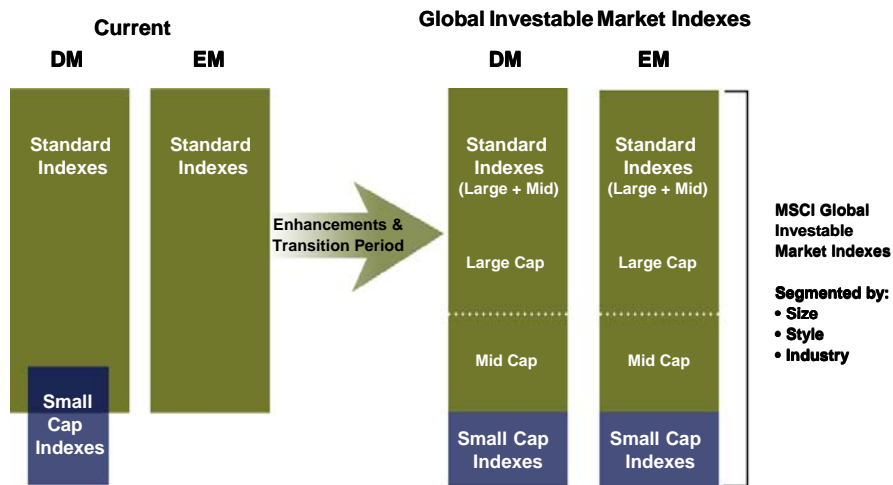 Current
DM
EM
Standard
Indexes
Standard
Indexes
Small
Cap
Indexes
Enhancements &
Transition Period
Global Investable Market Indexes
DM
EM
Standard
Indexes
(Large + Mid)
Large Cap
Mid Cap
Small Cap
Indexes
Standard
Indexes
(Large + Mid)
Large Cap
Mid Cap
Small Cap
Indexes
MSCI Global
Investable
Market Indexes
Segmented by:
• Size
• Style
• Industry